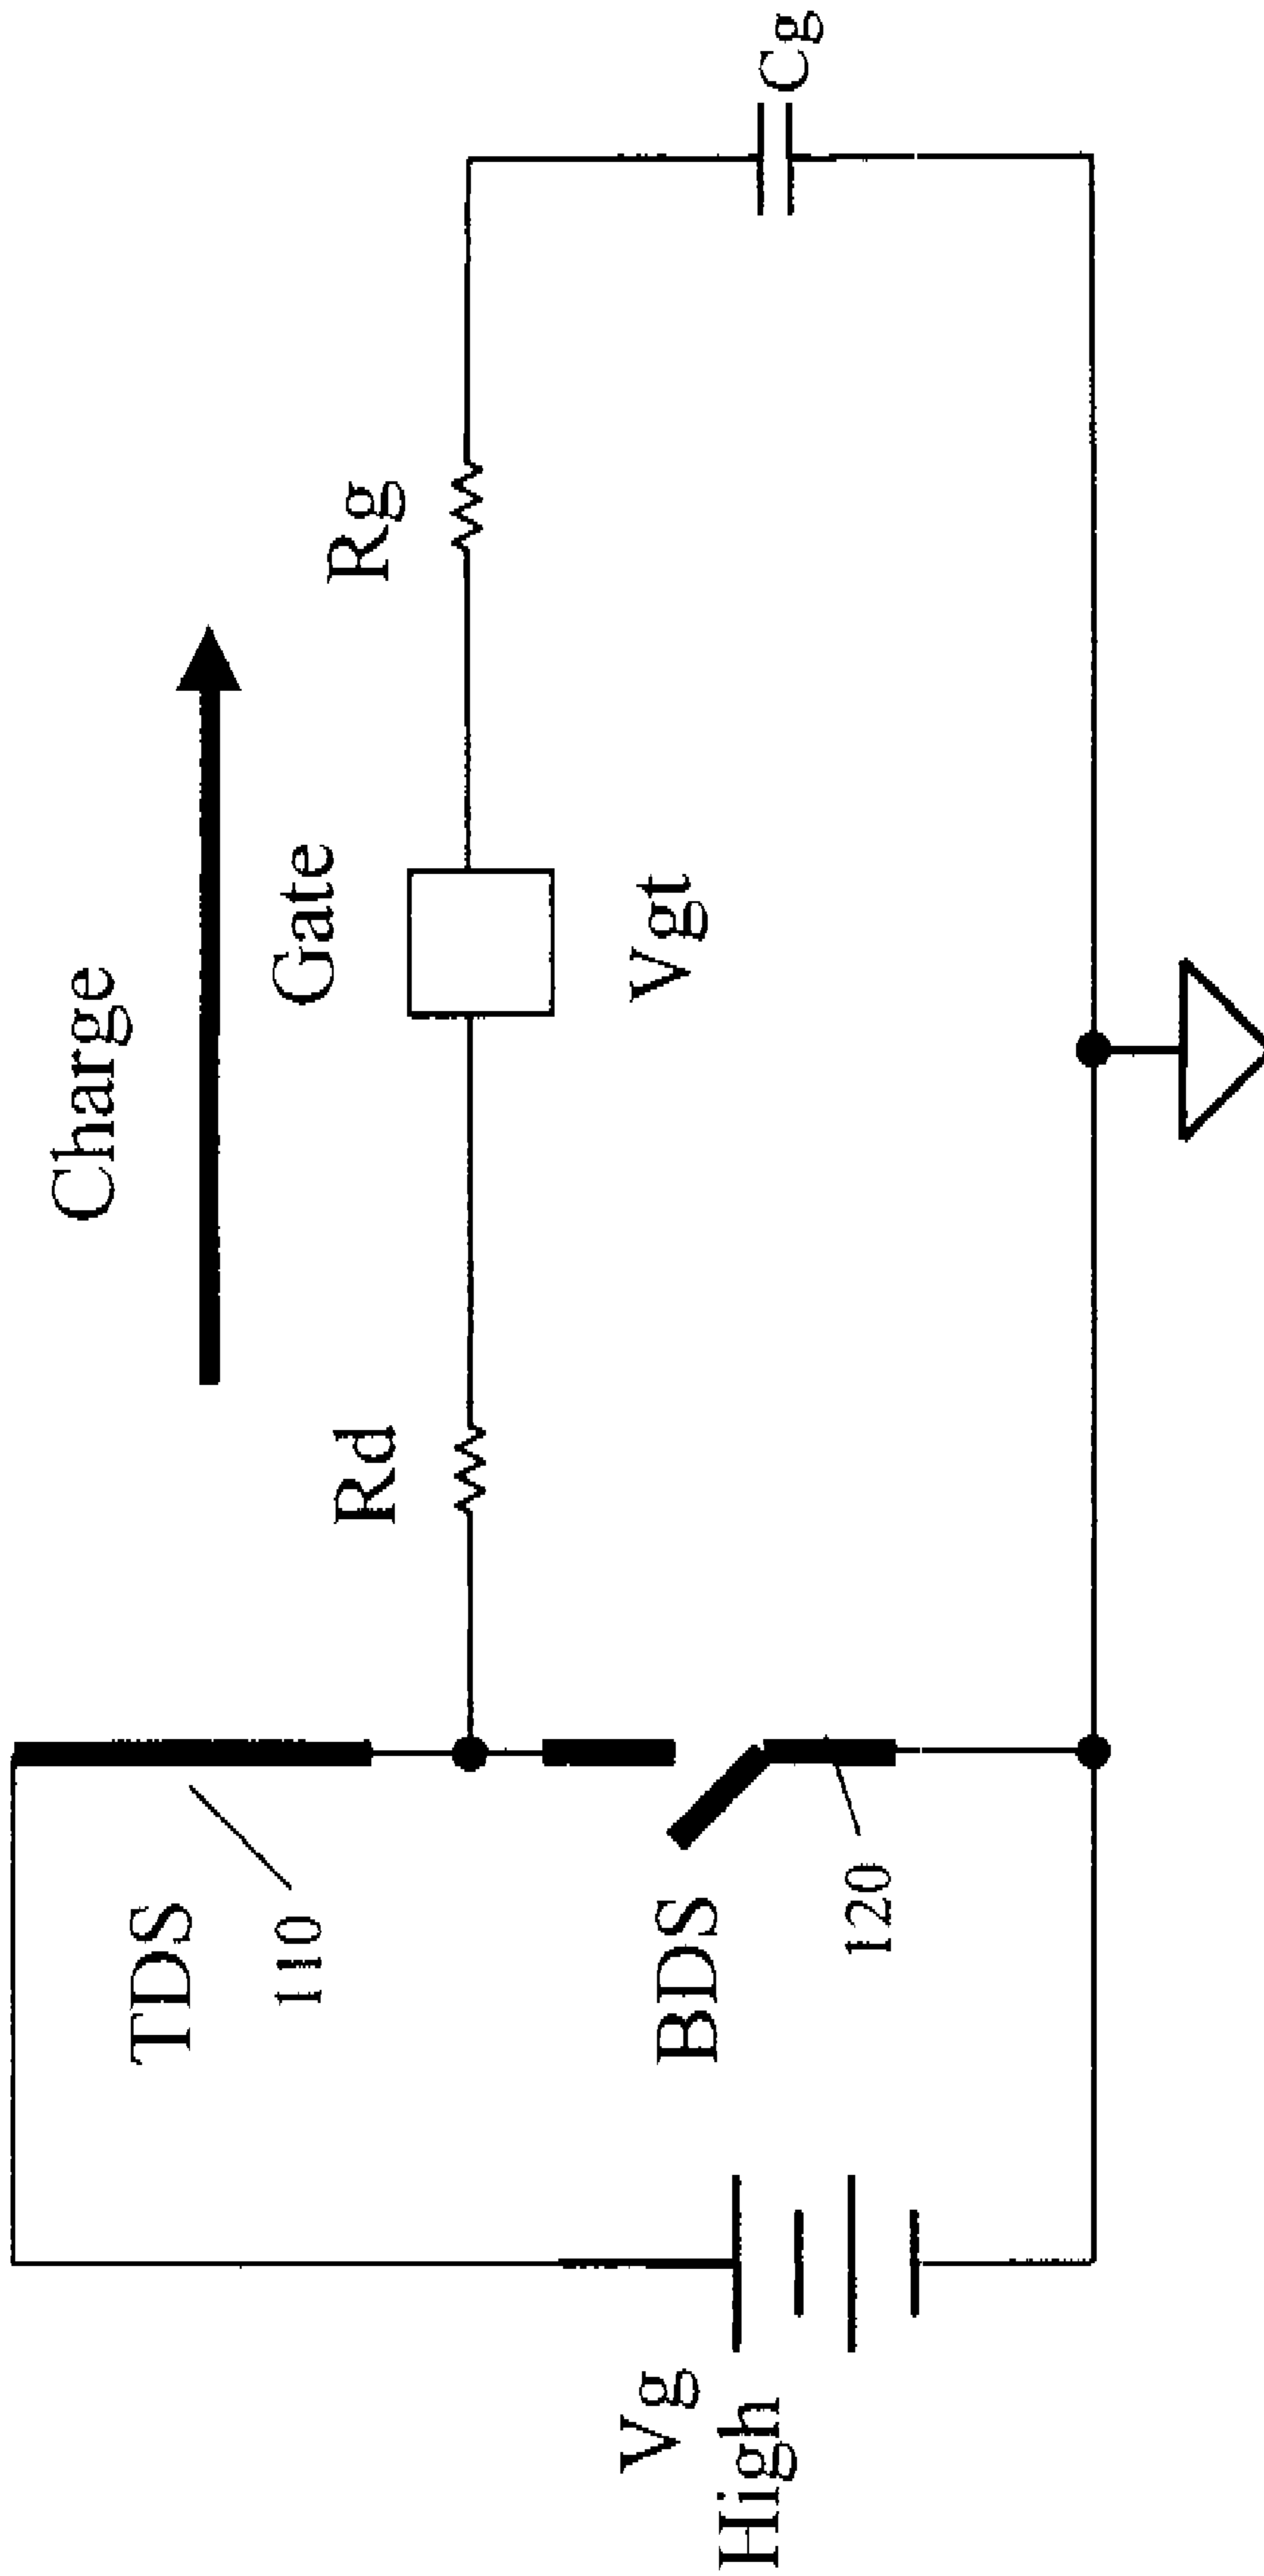 Charge
TDS
110
Rd
Gate
Rg
Vg
High
BDS
120
Vgt
Cg